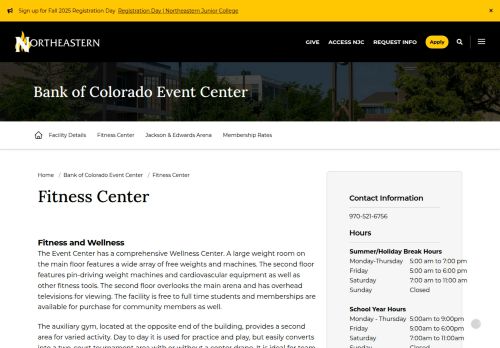 Sign up for Fall 2025 Registration Day Registration Day | Northeastern Junior College
NORTHEASTERN
GIVE ACCESS NJC REQUEST INFO Apply
Bank of Colorado Event Center
Facility Details Fitness Center Jackson & Edwards Arena Membership Rates
Home / Bank of Colorado Event Center / Fitness Center
Fitness Center
Fitness and Wellness
The Event Center has a comprehensive Wellness Center. A large weight room on
the main floor features a wide array of free weights and machines. The second floor
features pin-driving weight machines and cardiovascular equipment as well as
other fitness tools. The second floor overlooks the main arena and has overhead
televisions for viewing. The facility is free to full time students and memberships are
available for purchase for community members as well.
The auxiliary gym, located at the opposite end of the building, provides a second
area for varied activity. Day to day it is used for practice and play, but easily converts
into a two-court tournament area with or without a center drape. It is ideal for team
Contact Information
970-521-6756
Hours
Summer/Holiday Break Hours
Monday-Thursday 5:00 am to 7:00 pm
Friday 5:00 am to 6:00 pm
Saturday 7:00 am to 11:00 am
Sunday Closed
School Year Hours
Monday - Thursday 5:00am to 9:00pm
Friday 5:00am to 6:00pm
Saturday 7:00am to 11:00am
Sunday Closed